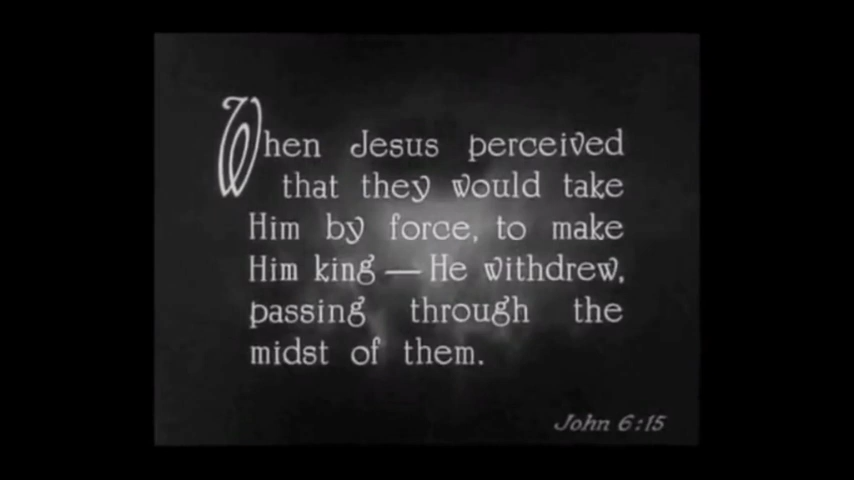 When Jesus perceived
that they would take
Him by force, to make
Him king — He withdrew,
passing through the
midst of them.
John 6:15